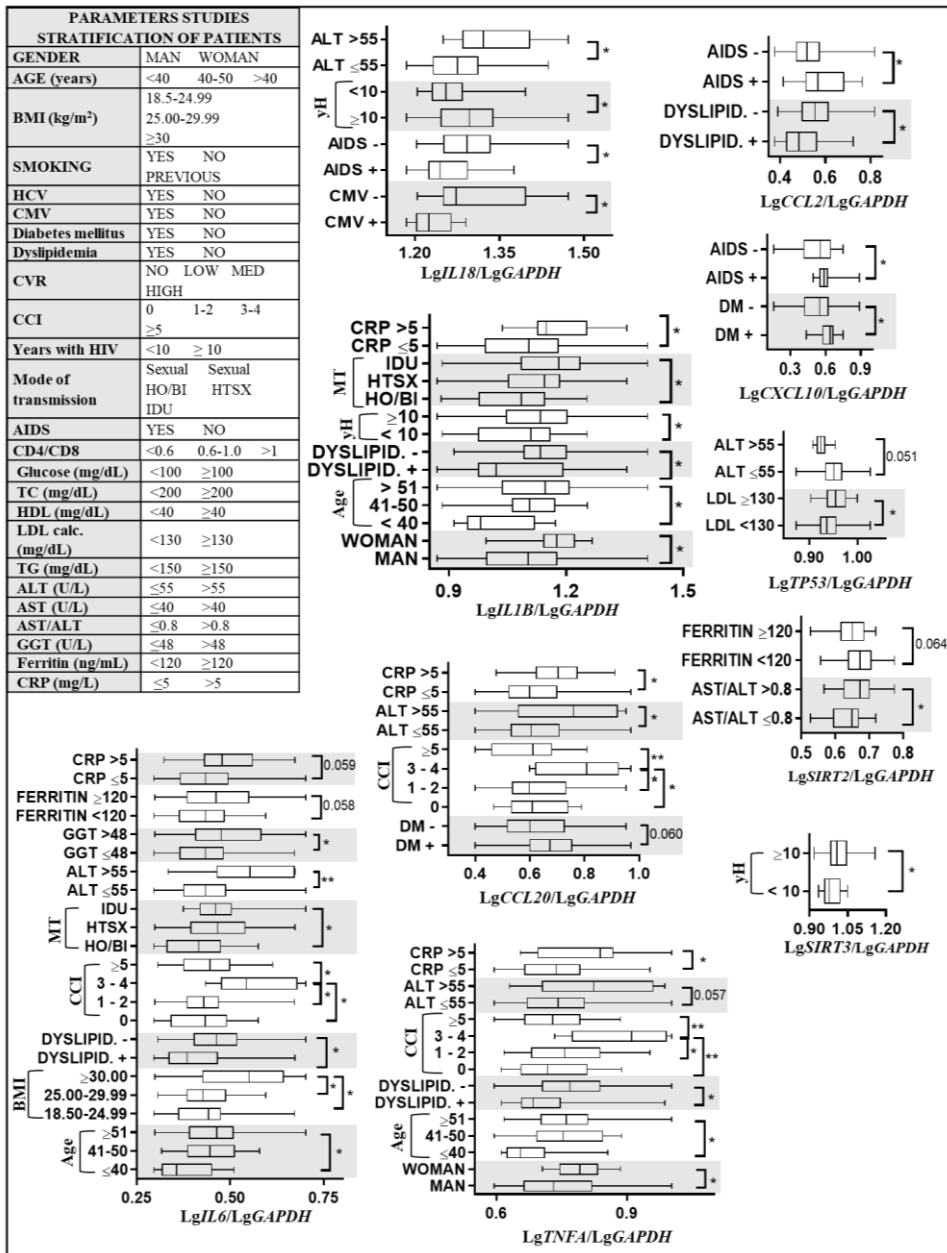 PARAMETERS STUDIES
STRATIFICATION OF PATIENTS
GENDER MAN WOMAN
AGE (years) <40 40-50 >40
BMI (kg/m²) 18.5-24.99
25.00-29.99
≥30
SMOKING YES NO
PREVIOUS
HCV YES NO
CMV YES NO
Diabetes mellitus YES NO
Dyslipidemia YES NO
CVR NO LOW MED
HIGH
CCI 0 1-2 3-4
≥5
Years with HIV <10 ≥ 10
Mode of transmission Sexual Sexual
HO/BI HTSX
IDU
AIDS YES NO
CD4/CD8 <0.6 0.6-1.0 >1
Glucose (mg/dL) <100 ≥100
TC (mg/dL) <200 ≥200
HDL (mg/dL) <40 ≥40
LDL calc. (mg/dL) <130 ≥130
TG (mg/dL) <150 ≥150
ALT (U/L) ≤55 >55
AST (U/L) ≤40 >40
AST/ALT ≤0.8 >0.8
GGT (U/L) ≤48 >48
Ferritin (ng/mL) <120 ≥120
CRP (mg/L) ≤5 >5
ALT >55
ALT ≤55
*
yH
<10
≥10
*
AIDS -
AIDS +
*
CMV -
CMV +
*
1.20 1.35 1.50
LgIL18/LgGAPDH
AIDS -
AIDS +
*
DYSLIPID. -
DYSLIPID. +
*
0.4 0.6 0.8
LgCCL2/LgGAPDH
AIDS -
AIDS +
*
DM -
DM +
*
0.3 0.6 0.9
LgCXCL10/LgGAPDH
CRP >5
CRP ≤5
*
MT
IDU
HTSX
HO/BI
*
yH
≥10
< 10
*
DYSLIPID. -
DYSLIPID. +
*
Age
> 51
41-50
< 40
*
WOMAN
MAN
*
0.9 1.2 1.5
LgIL1B/LgGAPDH
ALT >55
ALT ≤55
0.051
LDL ≥130
LDL <130
*
0.90 1.00
LgTP53/LgGAPDH
FERRITIN ≥120
FERRITIN <120
0.064
AST/ALT >0.8
AST/ALT ≤0.8
*
0.5 0.6 0.7 0.8
LgSIRT2/LgGAPDH
CRP >5
CRP ≤5
*
ALT >55
ALT ≤55
*
CCI
≥5
3 - 4
1 - 2
0
**
*
*
DM -
DM +
0.060
0.2 0.4 0.6 0.8 1.0
LgCCL20/LgGAPDH
yH
≥10
< 10
*
0.90 1.05 1.20
LgSIRT3/LgGAPDH
CRP >5
CRP ≤5
0.059
FERRITIN ≥120
FERRITIN <120
0.058
GGT >48
GGT ≤48
*
ALT >55
ALT ≤55
**
MT
IDU
HTSX
HO/BI
*
CCI
≥5
3 - 4
1 - 2
0
*
*
*
DYSLIPID. -
DYSLIPID. +
*
BMI
≥30.00
25.00-29.99
18.50-24.99
*
*
Age
≥51
41-50
≤40
*
0.25 0.50 0.75
LgIL6/LgGAPDH
CRP >5
CRP ≤5
*
ALT >55
ALT ≤55
0.057
CCI
≥5
3 - 4
1 - 2
0
**
*
**
DYSLIPID. -
DYSLIPID. +
*
Age
≥51
41-50
≤40
*
WOMAN
MAN
*
0.6 0.9
LgTNFA/LgGAPDH